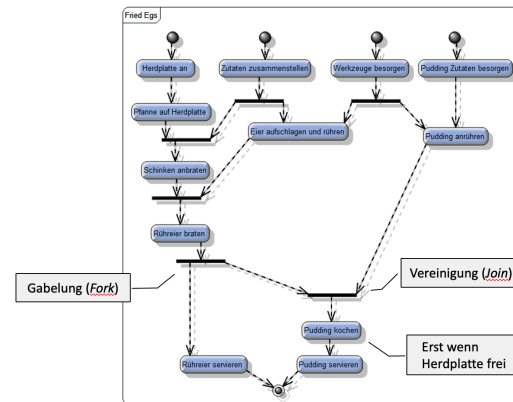 Fried Egs
Herdplatte an
Zutaten zusammenstellen
Werkzeuge besorgen
Pudding Zutaten besorgen
Pfanne auf Herdplatte
Eier aufschlagen und rühren
Pudding anrühren
Schinken anbraten
Rühreier braten
Gabelung (Fork)
Vereinigung (Join)
Pudding kochen
Erst wenn
Herdplatte frei
Rühreier servieren
Pudding servieren